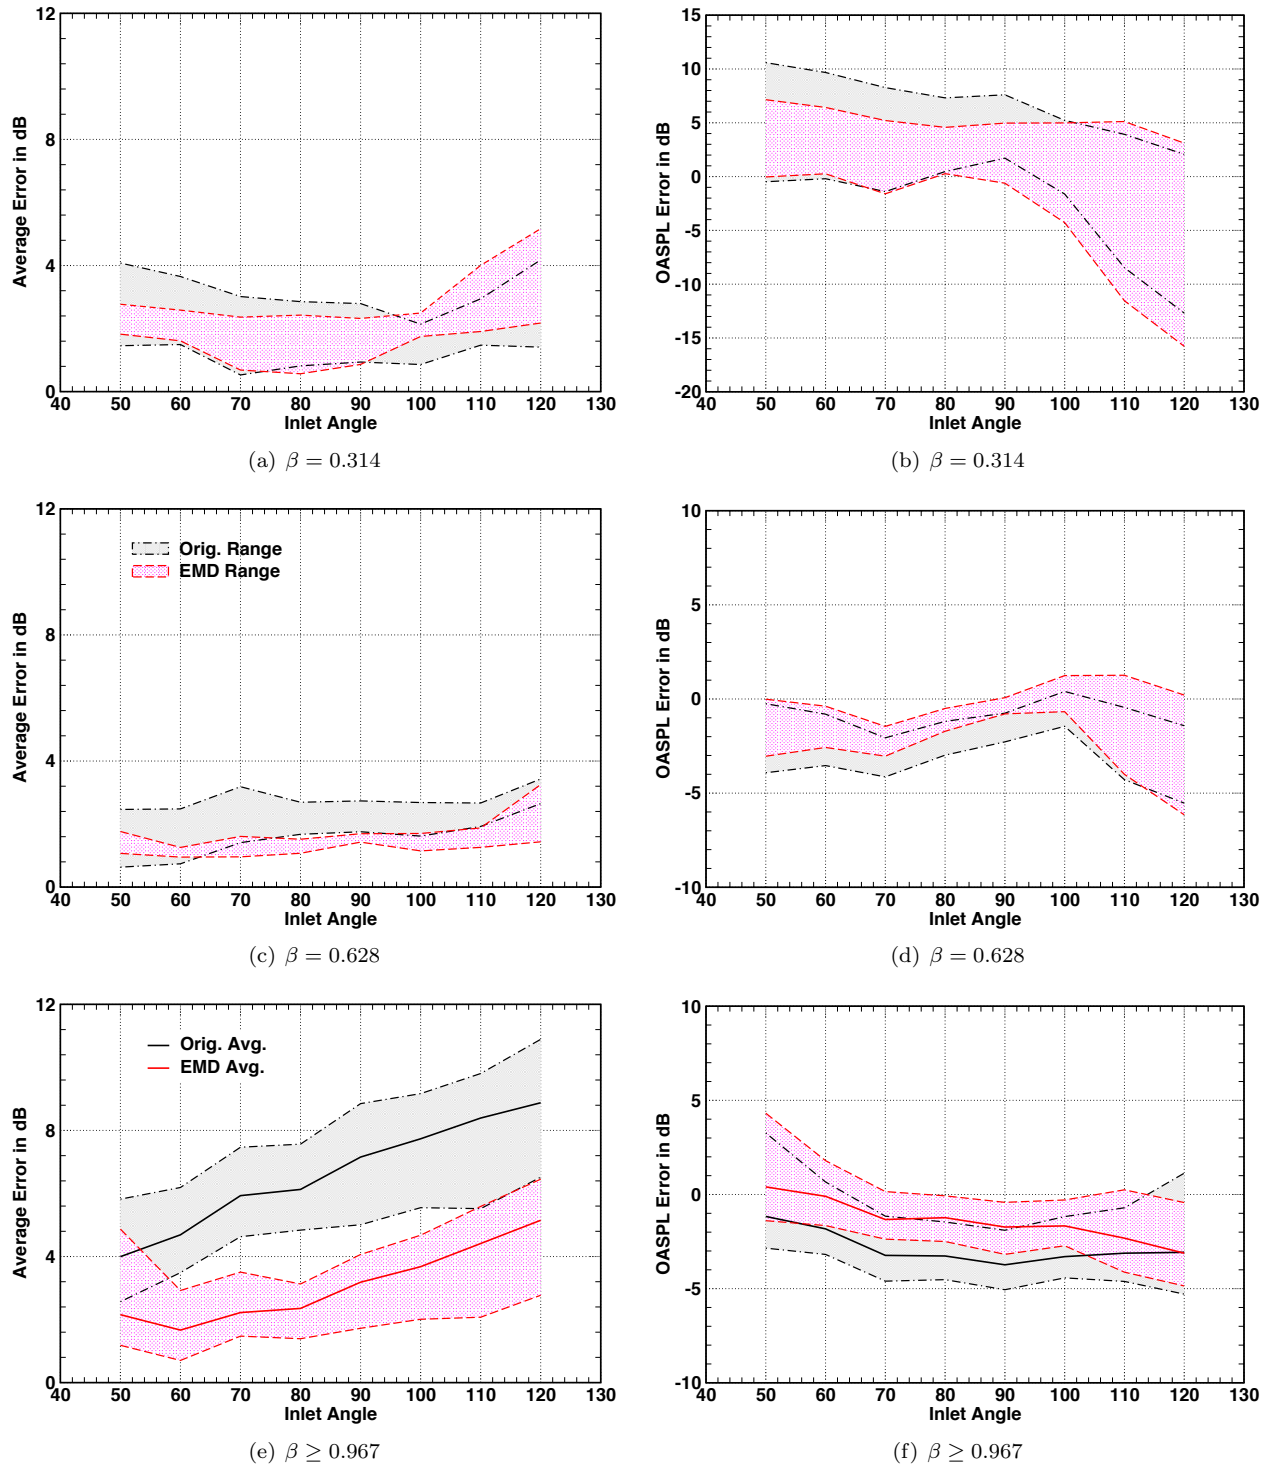 12
8
4
0
Average Error in dB
40 50 60 70 80 90 100 110 120 130
Inlet Angle
(a) β = 0.314
15
10
5
0
-5
-10
-15
-20
OASPL Error in dB
40 50 60 70 80 90 100 110 120 130
Inlet Angle
(b) β = 0.314
12
8
4
0
Average Error in dB
Orig. Range
EMD Range
40 50 60 70 80 90 100 110 120 130
Inlet Angle
(c) β = 0.628
10
5
0
-5
-10
OASPL Error in dB
40 50 60 70 80 90 100 110 120 130
Inlet Angle
(d) β = 0.628
12
8
4
0
Average Error in dB
Orig. Avg.
EMD Avg.
40 50 60 70 80 90 100 110 120 130
Inlet Angle
(e) β ≥ 0.967
10
5
0
-5
-10
OASPL Error in dB
40 50 60 70 80 90 100 110 120 130
Inlet Angle
(f) β ≥ 0.967